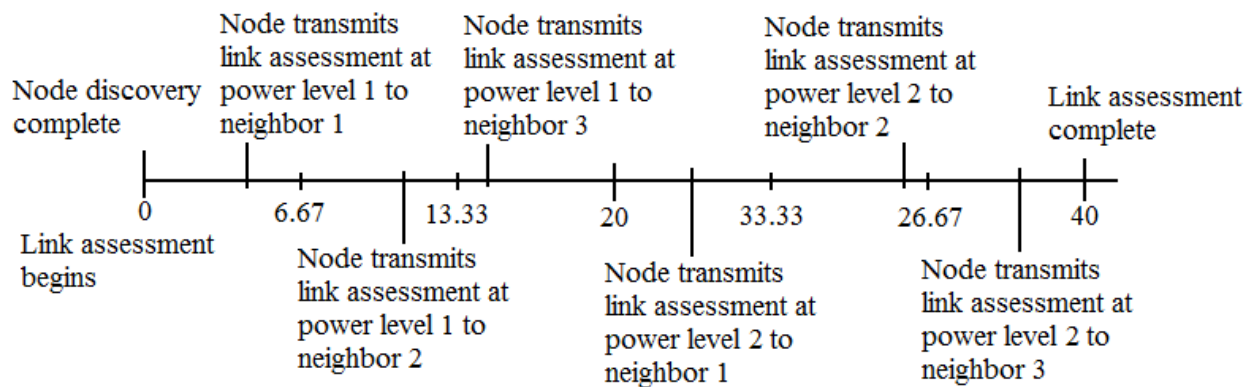 Node discovery
complete
Node transmits
link assessment at
power level 1 to
neighbor 1
Node transmits
link assessment at
power level 1 to
neighbor 3
Node transmits
link assessment at
power level 2 to
neighbor 2
Link assessment
complete
0
6.67
13.33
20
33.33
26.67
40
Link assessment
begins
Node transmits
link assessment at
power level 1 to
neighbor 2
Node transmits
link assessment at
power level 2 to
neighbor 1
Node transmits
link assessment at
power level 2 to
neighbor 3